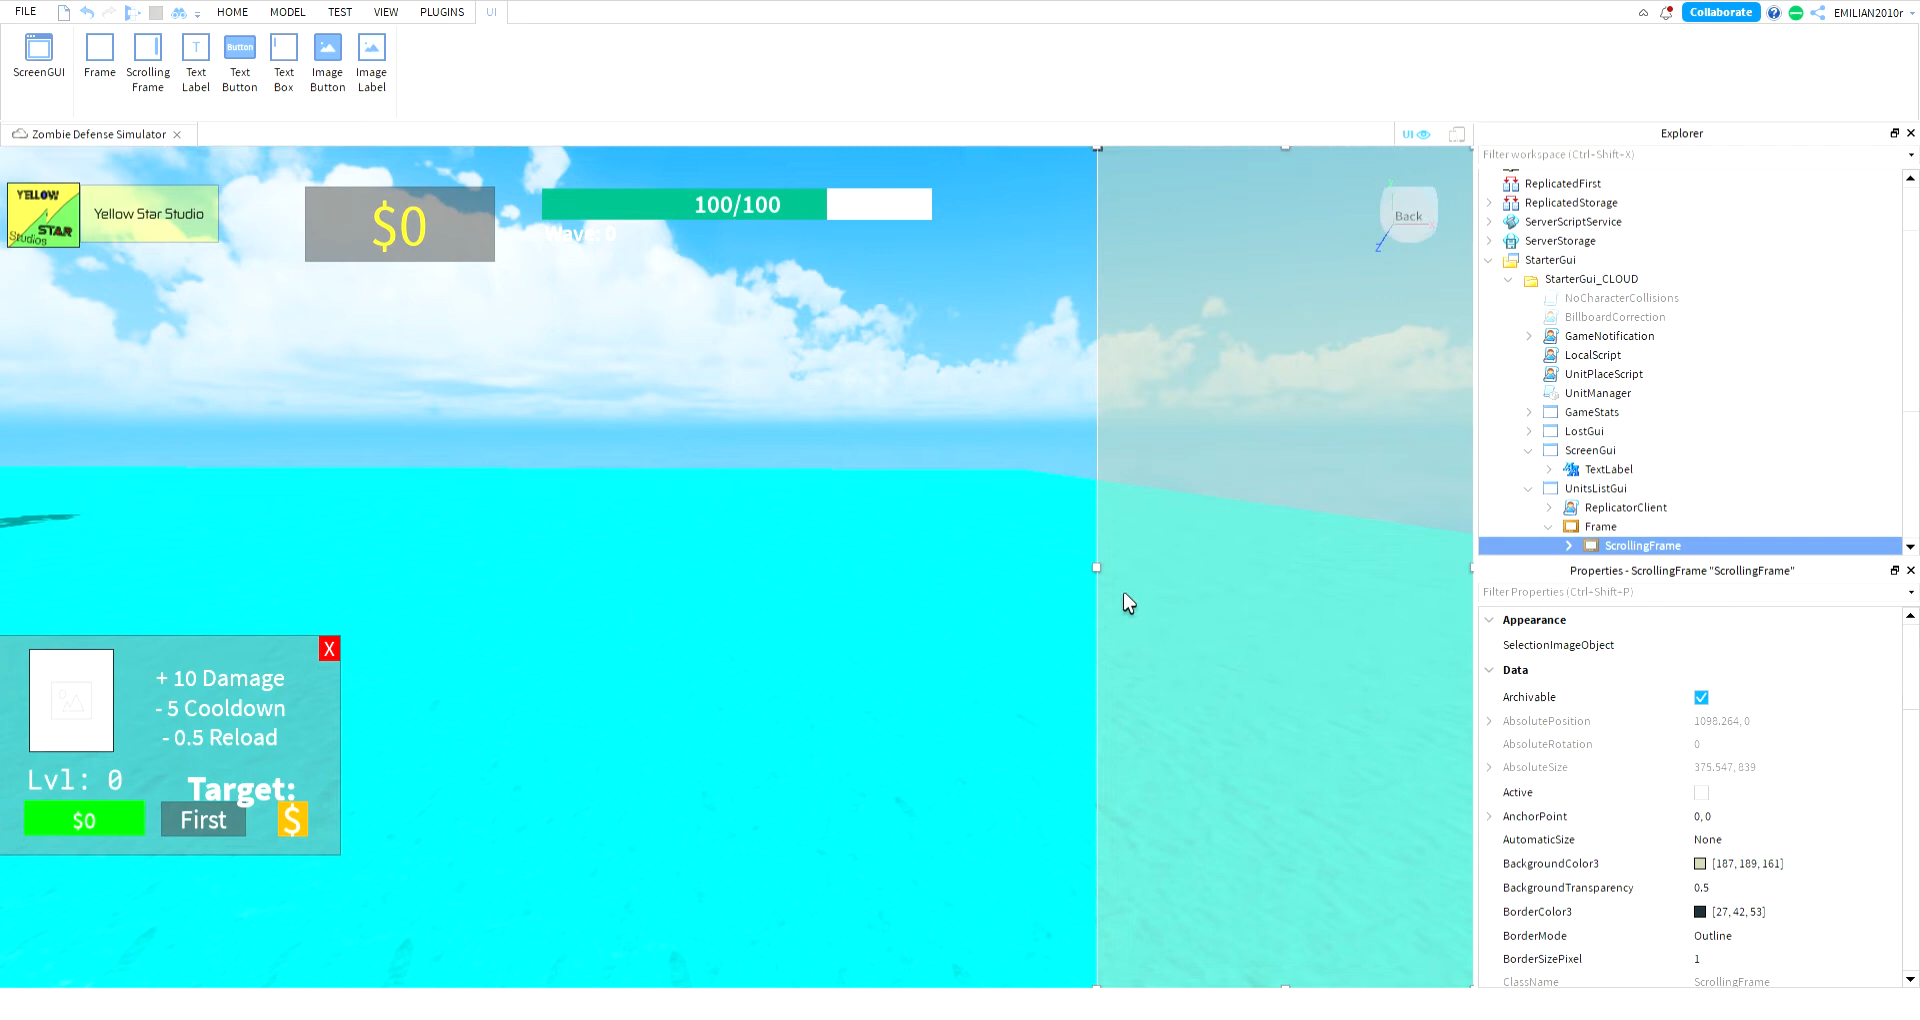 FILE
HOME
MODEL
TEST
VIEW
PLUGINS
UI
Collaborate
?
EMILIAN2010r
ScreenGUI
Frame
Scrolling
Frame
T
Text
Label
Button
Text
Button
Text
Box
Image
Button
Image
Label
Zombie Defense Simulator
UI
YELLOW
STAR
Studios
Yellow Star Studio
$0
100/100
Wave: 0
Y
Back
X
Z
X
+ 10 Damage
- 5 Cooldown
- 0.5 Reload
Lvl: 0
Target:
$0
First
$
Explorer
Filter workspace (Ctrl+Shift+X)
ReplicatedFirst
ReplicatedStorage
ServerScriptService
ServerStorage
StarterGui
StarterGui_CLOUD
NoCharacterCollisions
BillboardCorrection
GameNotification
LocalScript
UnitPlaceScript
UnitManager
GameStats
LostGui
ScreenGui
TextLabel
UnitsListGui
ReplicatorClient
Frame
ScrollingFrame
Properties - ScrollingFrame "ScrollingFrame"
Filter Properties (Ctrl+Shift+P)
Appearance
SelectionImageObject
Data
Archivable
AbsolutePosition 1098.264, 0
AbsoluteRotation 0
AbsoluteSize 375.547, 839
Active
AnchorPoint 0, 0
AutomaticSize None
BackgroundColor3 [187, 189, 161]
BackgroundTransparency 0.5
BorderColor3 [27, 42, 53]
BorderMode Outline
BorderSizePixel 1
ClassName ScrollingFrame